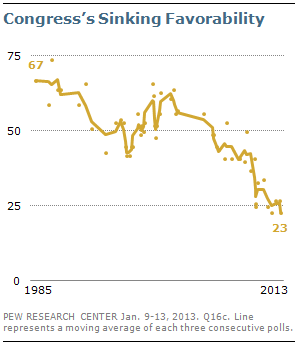 Congress's Sinking Favorability
75
67
50
25
23
0
1985 2013
PEW RESEARCH CENTER Jan. 9-13, 2013. Q16c. Line
represents a moving average of each three consecutive polls.